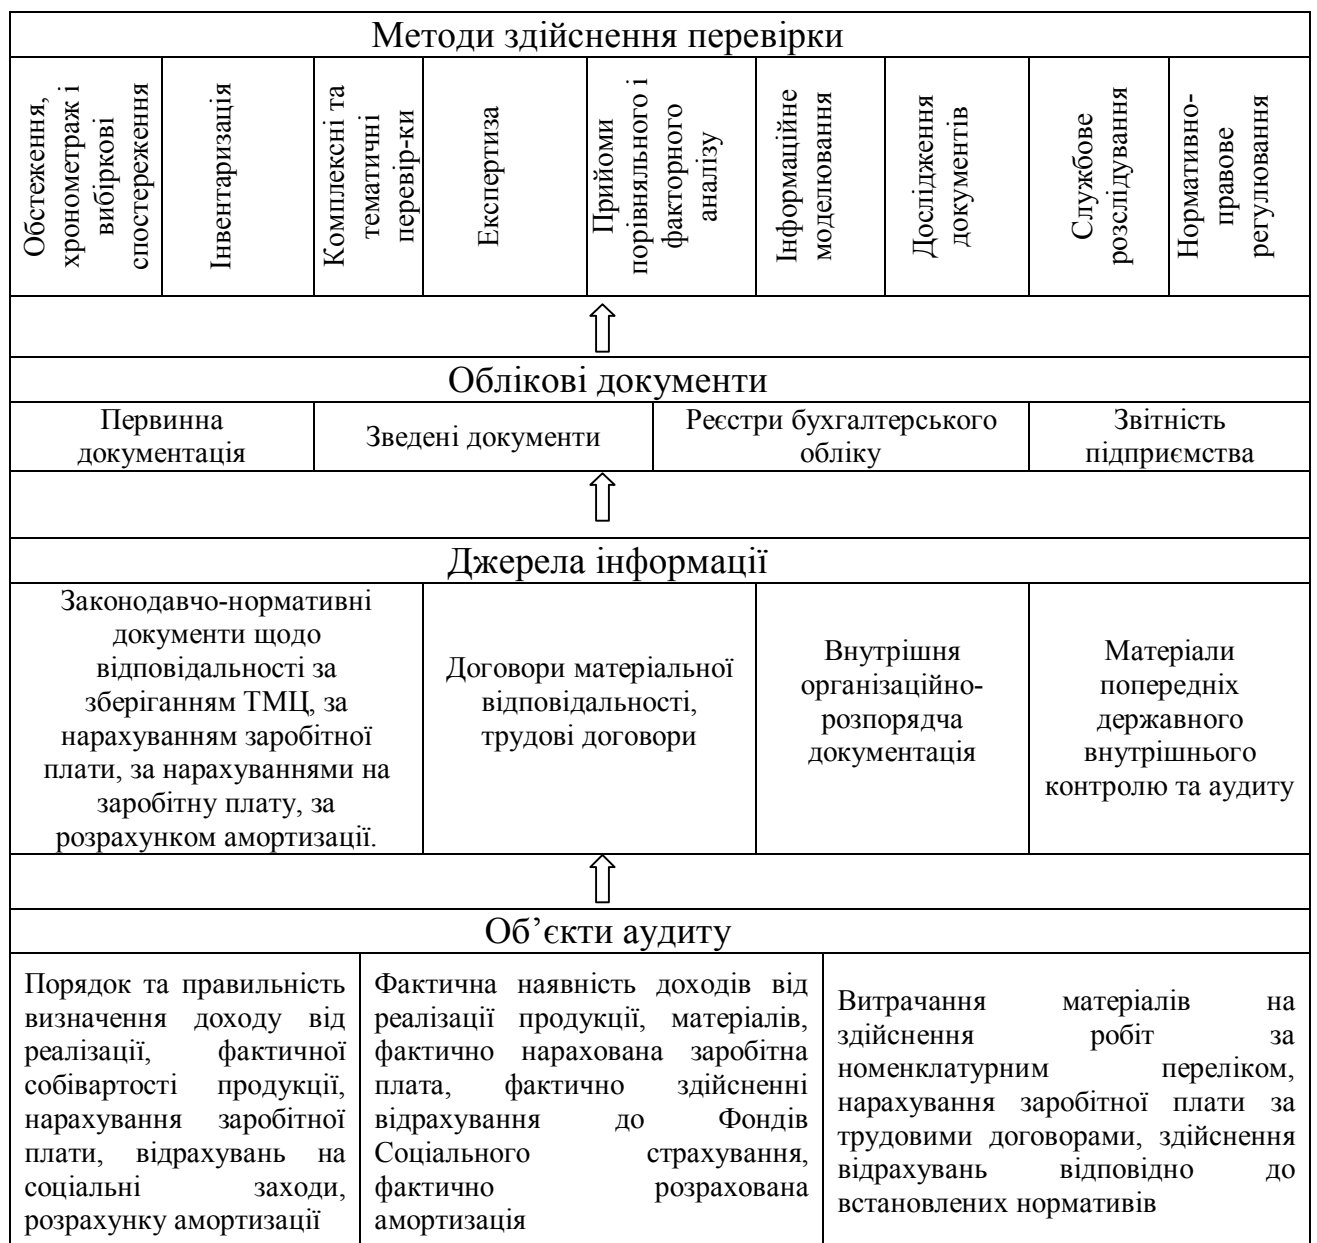 Методи здійснення перевірки
Обстеження,
хронометраж і
вибіркові
спостереження
Інвентаризація
Комплексні та
тематичні
перевір-ки
Експертиза
Прийоми
порівняльного і
факторного
аналізу
Інформаційне
моделювання
Дослідження
документів
Службове
розслідування
Нормативно-
правове
регулювання
Облікові документи
Первинна
документація
Зведені документи
Реєстри бухгалтерського
обліку
Звітність
підприємства
Джерела інформації
Законодавчо-нормативні
документи щодо
відповідальності за
зберіганням ТМЦ, за
нарахуванням заробітної
плати, за нарахуваннями на
заробітну плату, за
розрахунком амортизації.
Договори матеріальної
відповідальності,
трудові договори
Внутрішня
організаційно-
розпорядча
документація
Матеріали
попередніх
державного
внутрішнього
контролю та аудиту
Об’єкти аудиту
Порядок та правильність
визначення доходу від
реалізації, фактичної
собівартості продукції,
нарахування заробітної
плати, відрахувань на
соціальні заходи,
розрахунку амортизації
Фактична наявність доходів від
реалізації продукції, матеріалів,
фактично нарахована заробітна
плата, фактично здійсненні
відрахування до Фондів
Соціального страхування,
фактично розрахована
амортизація
Витрачання матеріалів на
здійснення робіт за
номенклатурним переліком,
нарахування заробітної плати за
трудовими договорами, здійснення
відрахувань відповідно до
встановлених нормативів